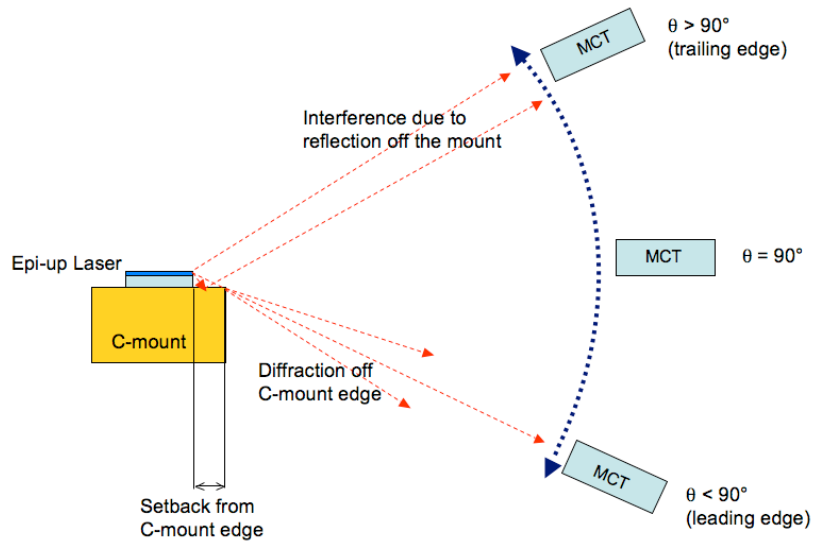 MCT
θ > 90°
(trailing edge)
Interference due to
reflection off the mount
Epi-up Laser
MCT
θ = 90°
C-mount
Diffraction off
C-mount edge
MCT
θ < 90°
(leading edge)
Setback from
C-mount edge